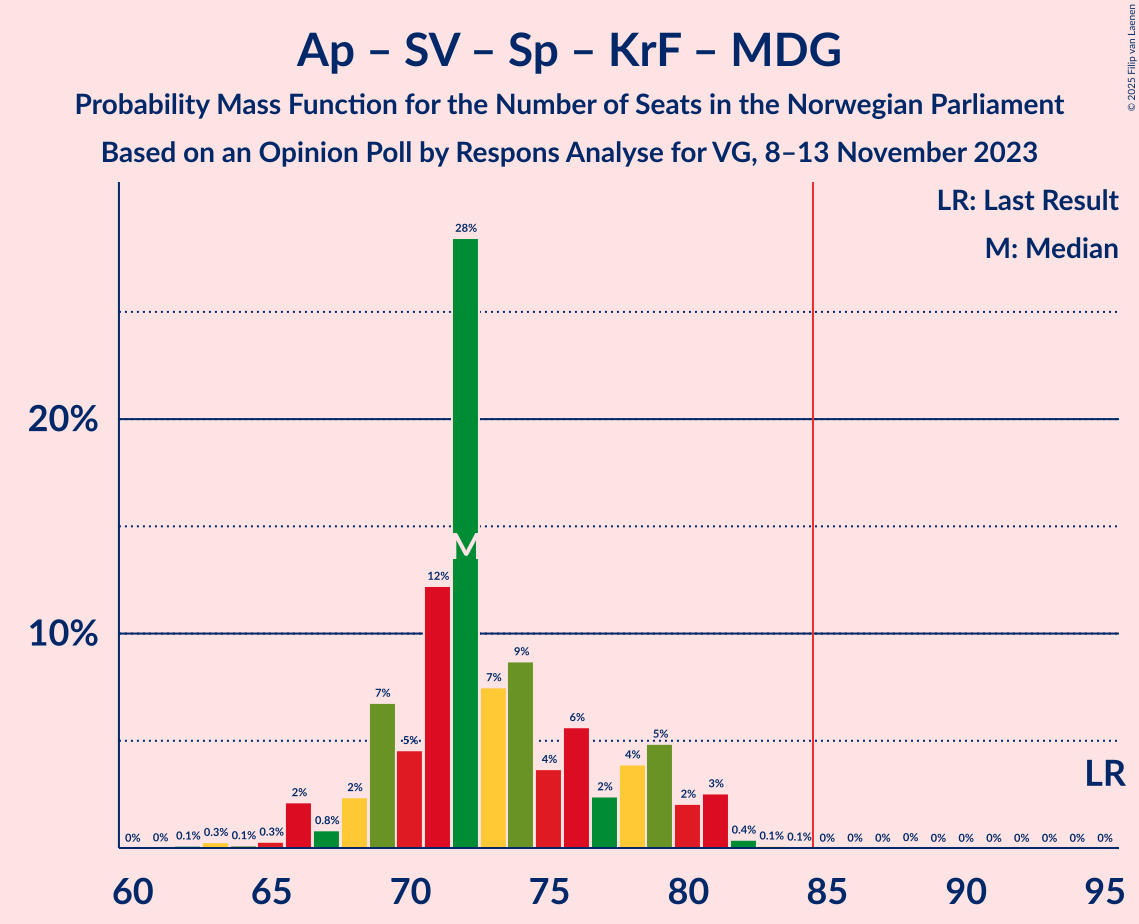 Ap – SV – Sp – KrF – MDG
Probability Mass Function for the Number of Seats in the Norwegian Parliament
Based on an Opinion Poll by Respons Analyse for VG, 8–13 November 2023
© 2025 Filip van Laenen
LR: Last Result
M: Median
28%
20%
M
12%
10%
9%
7%
7%
6%
5%
5%
4%
4%
LR
3%
2%
2%
2%
2%
0.8%
0% 0% 0.1% 0.3% 0.1% 0.3% 0.4% 0.1% 0.1% 0% 0% 0% 0% 0% 0% 0% 0% 0% 0% 0%
60 65 70 75 80 85 90 95